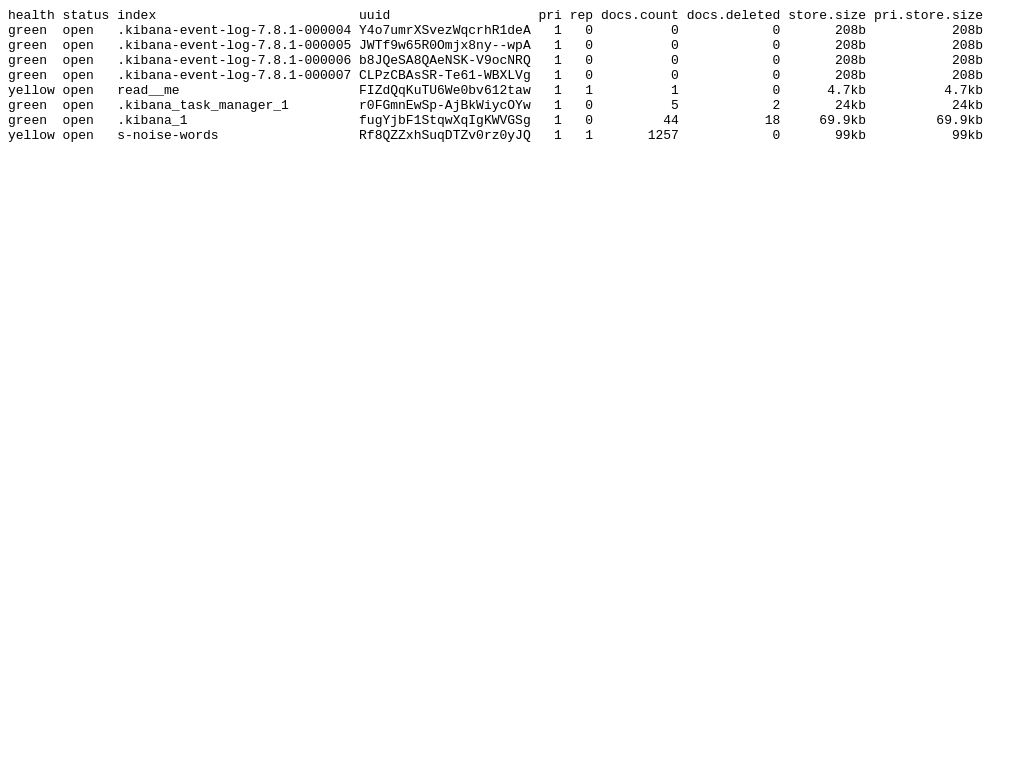 health status index                          uuid                   pri rep docs.count docs.deleted store.size pri.store.size
green  open   .kibana-event-log-7.8.1-000004 Y4o7umrXSvezWqcrhR1deA   1   0          0            0       208b           208b
green  open   .kibana-event-log-7.8.1-000005 JWTf9w65R0Omjx8ny--wpA   1   0          0            0       208b           208b
green  open   .kibana-event-log-7.8.1-000006 b8JQeSA8QAeNSK-V9ocNRQ   1   0          0            0       208b           208b
green  open   .kibana-event-log-7.8.1-000007 CLPzCBAsSR-Te61-WBXLVg   1   0          0            0       208b           208b
yellow open   read__me                       FIZdQqKuTU6We0bv612taw   1   1          1            0      4.7kb          4.7kb
green  open   .kibana_task_manager_1         r0FGmnEwSp-AjBkWiycOYw   1   0          5            2       24kb           24kb
green  open   .kibana_1                      fugYjbF1StqwXqIgKWVGSg   1   0         44           18     69.9kb         69.9kb
yellow open   s-noise-words                  Rf8QZZxhSuqDTZv0rz0yJQ   1   1       1257            0       99kb           99kb